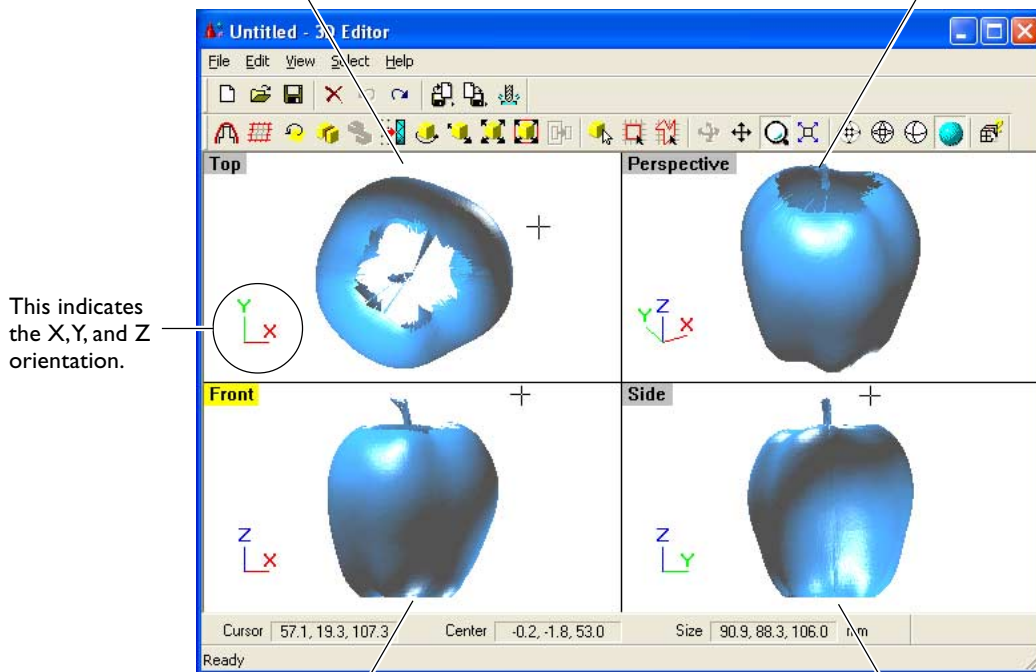 Untitled - 3D Editor
File Edit View Select Help
Top
Perspective
Y
X
Z
Y
X
This indicates
the X, Y, and Z
orientation.
Front
Side
Z
X
Z
Y
Cursor 57.1, 19.3, 107.3 Center -0.2, -1.8, 53.0 Size 90.9, 88.3, 106.0 mm
Ready